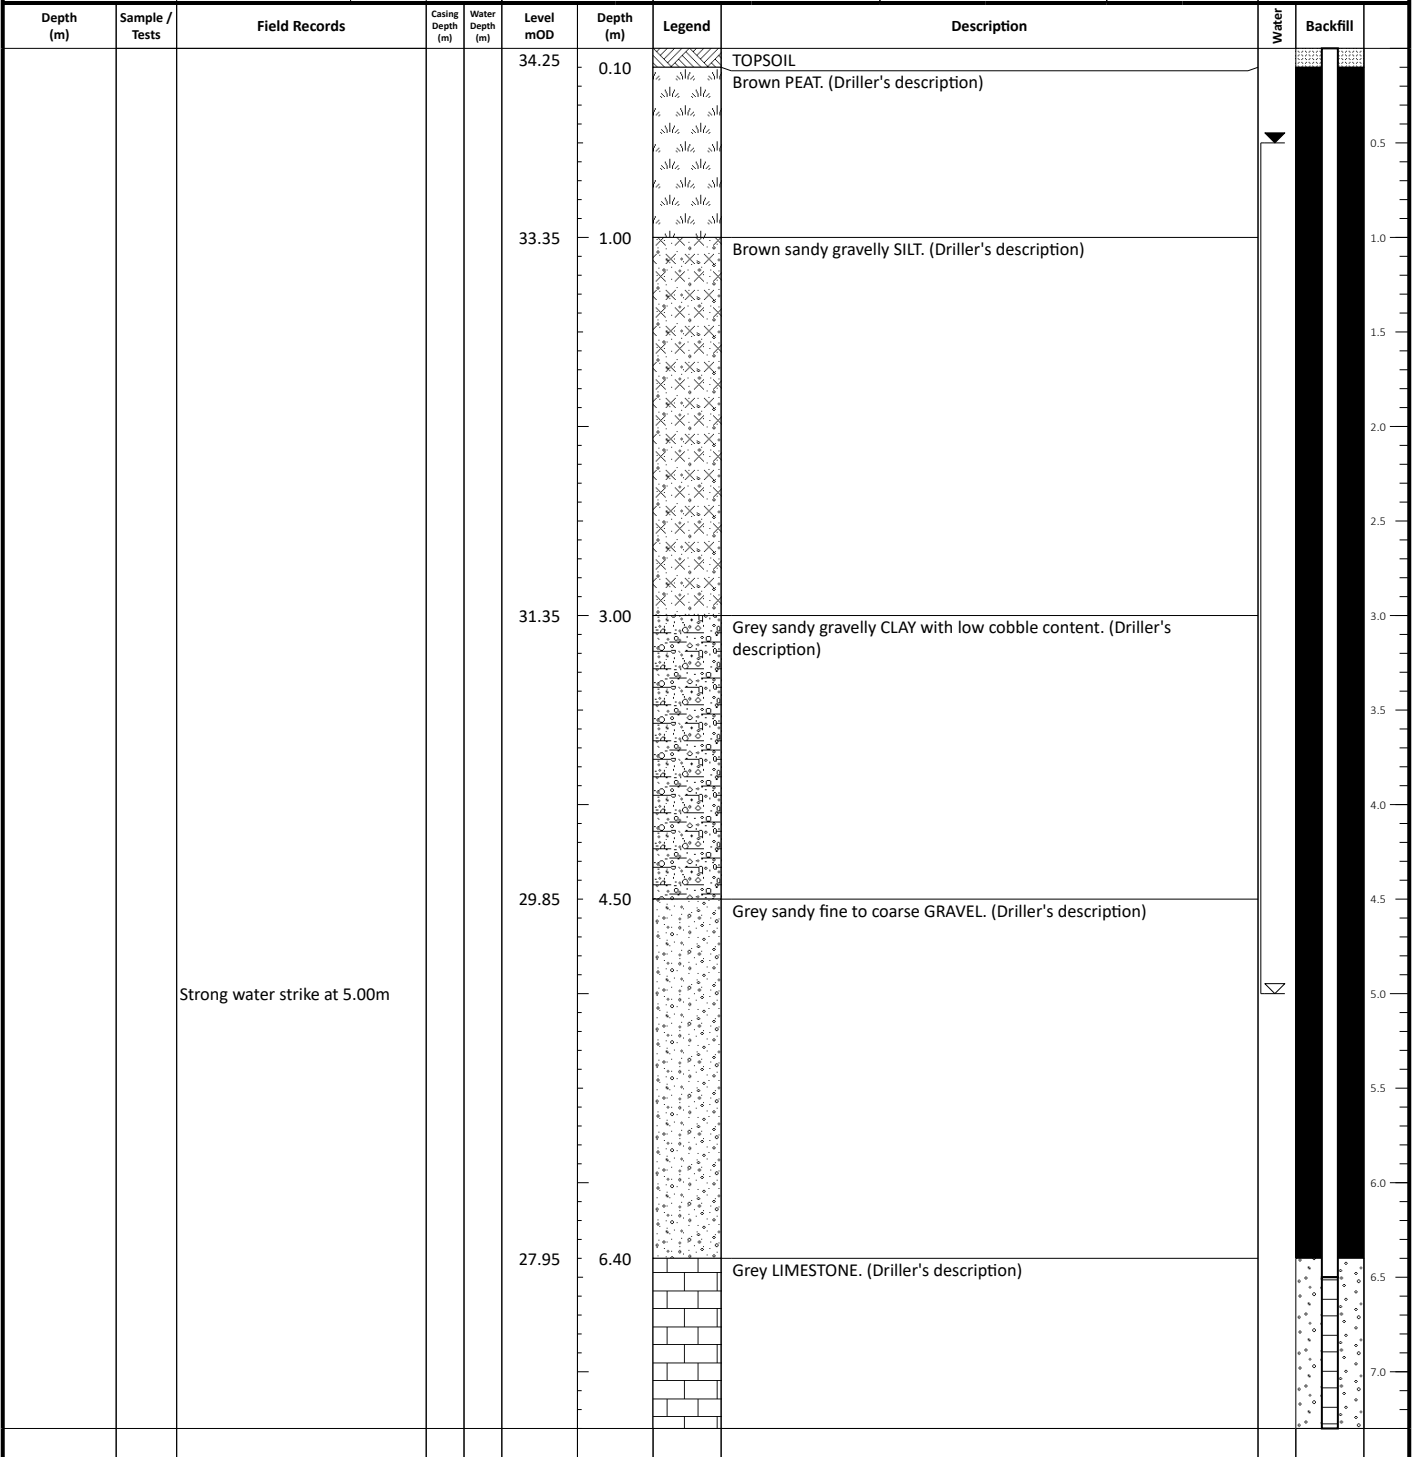 Depth
(m)
Sample /
Tests
Field Records
Casing
Depth
(m)
Water
Depth
(m)
Level
mOD
Depth
(m)
Legend
Description
Water
Backfill
34.25
0.10
TOPSOIL
Brown PEAT. (Driller's description)
0.5
33.35
1.00
Brown sandy gravelly SILT. (Driller's description)
1.0
1.5
2.0
2.5
31.35
3.00
Grey sandy gravelly CLAY with low cobble content. (Driller's
description)
3.0
3.5
4.0
29.85
4.50
Grey sandy fine to coarse GRAVEL. (Driller's description)
4.5
Strong water strike at 5.00m
5.0
5.5
6.0
27.95
6.40
Grey LIMESTONE. (Driller's description)
6.5
7.0